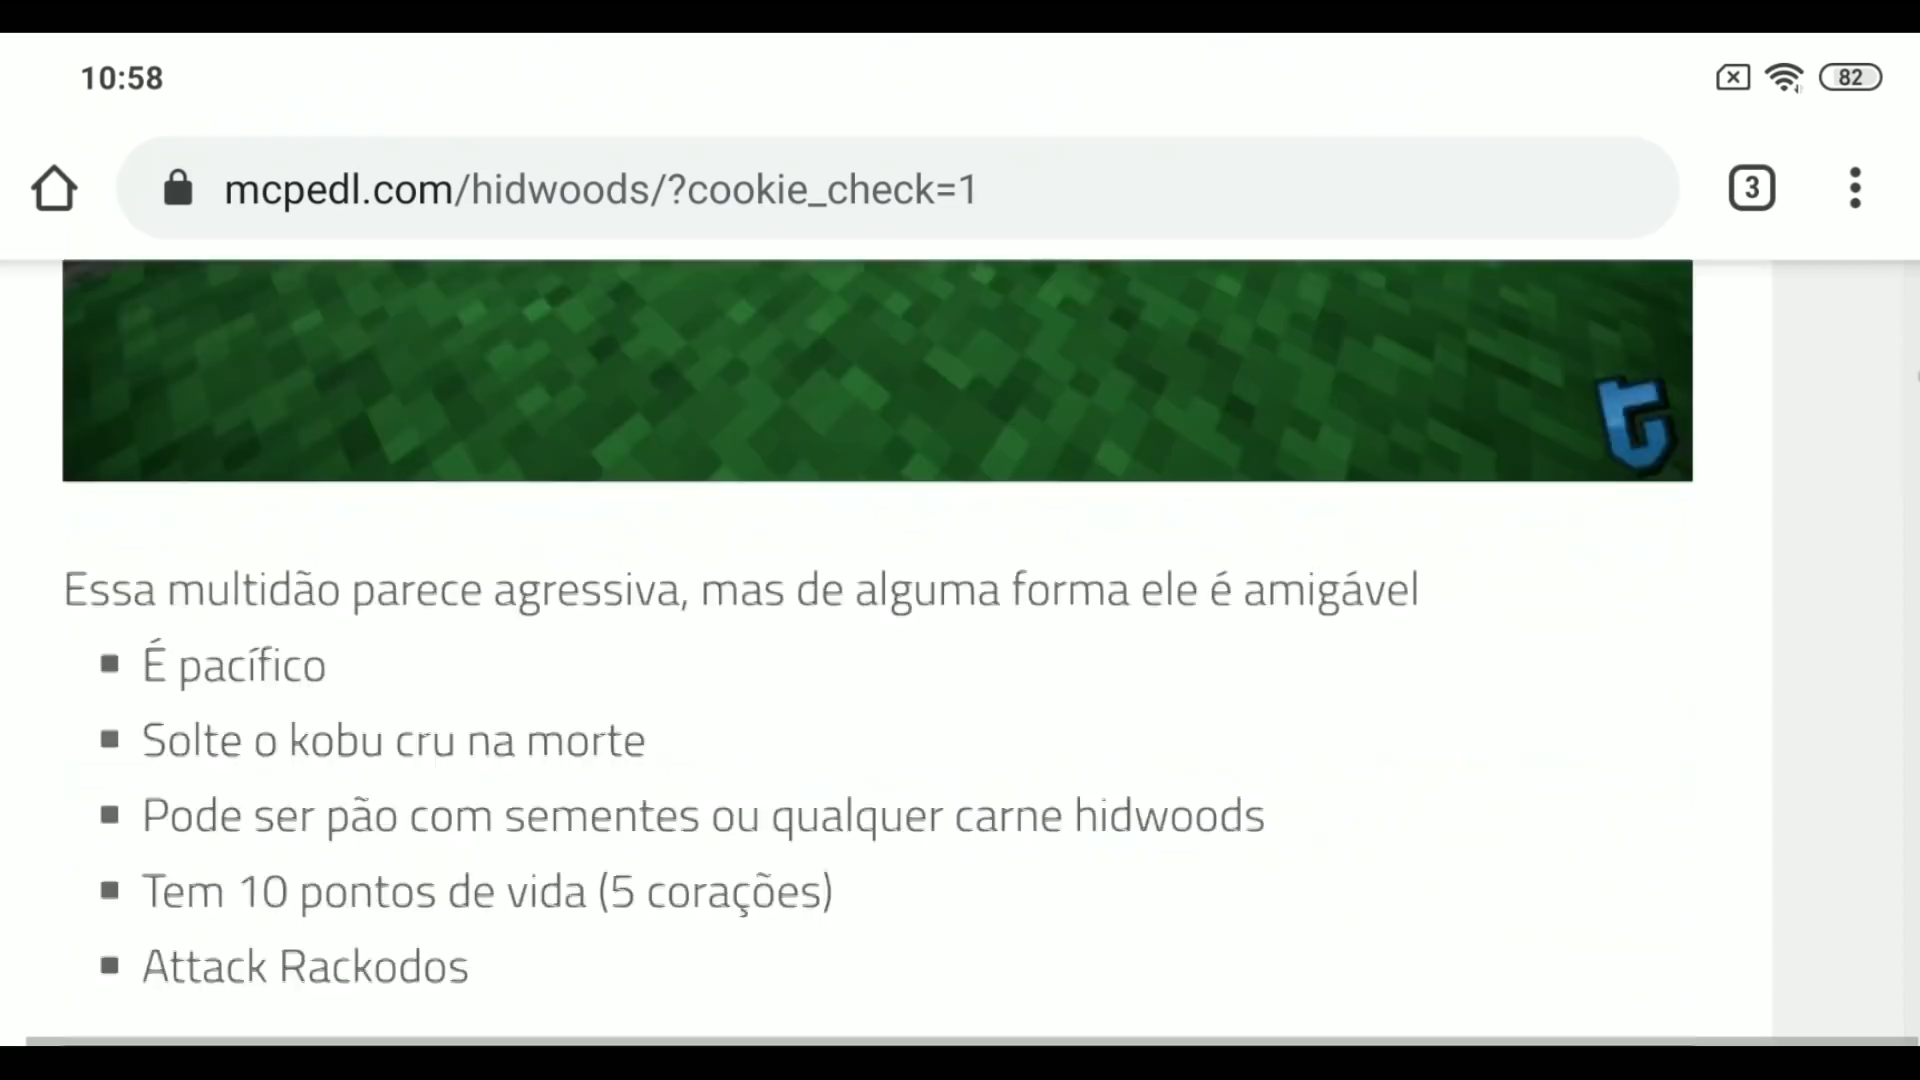 10:58
82
mcpedl.com/hidwoods/?cookie_check=1
3
Essa multidão parece agressiva, mas de alguma forma ele é amigável
É pacífico
Solte o kobu cru na morte
Pode ser pão com sementes ou qualquer carne hidwoods
Tem 10 pontos de vida (5 corações)
Attack Rackodos